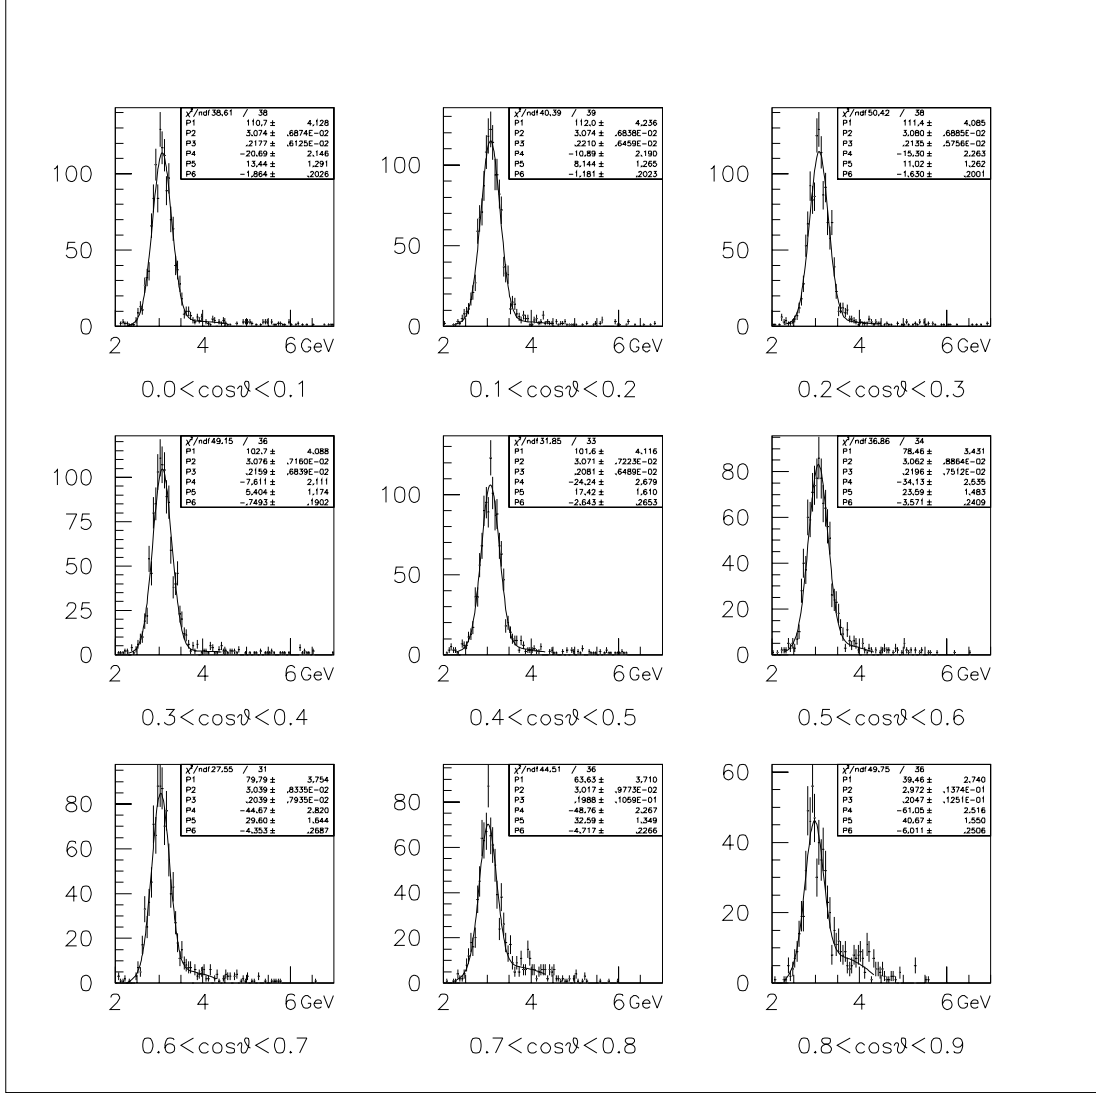 χ²/ndf 38.61 / 38
P1 110.7 ± 4.128
P2 3.074 ± .6874E-02
P3 .2177 ± .6125E-02
P4 -20.69 ± 2.146
P5 13.44 ± 1.291
P6 -1.864 ± .2026
100
50
0
2 4 6 GeV
0.0<cosϑ<0.1
χ²/ndf 40.39 / 39
P1 112.0 ± 4.236
P2 3.074 ± .6838E-02
P3 .2210 ± .6459E-02
P4 -10.89 ± 2.190
P5 8.144 ± 1.265
P6 -1.181 ± .2023
100
50
0
2 4 6 GeV
0.1<cosϑ<0.2
χ²/ndf 50.42 / 38
P1 111.4 ± 4.085
P2 3.080 ± .6885E-02
P3 .2135 ± .5756E-02
P4 -15.30 ± 2.263
P5 11.02 ± 1.262
P6 -1.630 ± .2001
100
50
0
2 4 6 GeV
0.2<cosϑ<0.3
χ²/ndf 49.15 / 36
P1 102.7 ± 4.088
P2 3.076 ± .7160E-02
P3 .2159 ± .6839E-02
P4 -7.611 ± 2.111
P5 5.404 ± 1.174
P6 -.7493 ± .1902
100
75
50
25
0
2 4 6 GeV
0.3<cosϑ<0.4
χ²/ndf 31.85 / 33
P1 101.6 ± 4.116
P2 3.071 ± .7223E-02
P3 .2081 ± .6489E-02
P4 -24.24 ± 2.679
P5 17.42 ± 1.610
P6 -2.643 ± .2653
100
50
0
2 4 6 GeV
0.4<cosϑ<0.5
χ²/ndf 36.86 / 34
P1 78.46 ± 3.431
P2 3.062 ± .8864E-02
P3 .2196 ± .7512E-02
P4 -34.13 ± 2.535
P5 23.59 ± 1.483
P6 -3.571 ± .2409
80
60
40
20
0
2 4 6 GeV
0.5<cosϑ<0.6
χ²/ndf 27.55 / 31
P1 79.79 ± 3.754
P2 3.039 ± .8335E-02
P3 .2039 ± .7935E-02
P4 -44.67 ± 2.820
P5 29.60 ± 1.644
P6 -4.353 ± .2687
80
60
40
20
0
2 4 6 GeV
0.6<cosϑ<0.7
χ²/ndf 44.51 / 36
P1 63.63 ± 3.710
P2 3.017 ± .9773E-02
P3 .1988 ± .1059E-01
P4 -48.76 ± 2.267
P5 32.59 ± 1.349
P6 -4.717 ± .2266
80
60
40
20
0
2 4 6 GeV
0.7<cosϑ<0.8
χ²/ndf 49.75 / 36
P1 39.46 ± 2.740
P2 2.972 ± .1374E-01
P3 .2047 ± .1251E-01
P4 -61.05 ± 2.516
P5 40.67 ± 1.550
P6 -6.011 ± .2506
60
40
20
0
2 4 6 GeV
0.8<cosϑ<0.9